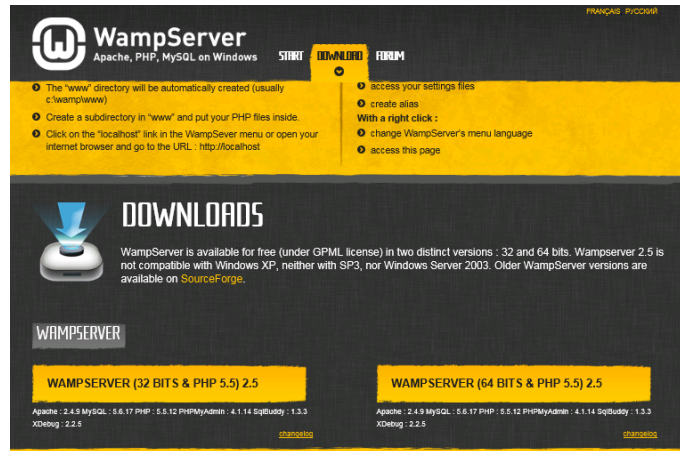 FRANÇAIS РУССКИЙ
WampServer
Apache, PHP, MySQL on Windows
START DOWNLOAD FORUM
The "www" directory will be automatically created (usually
c:\wamp\www)
Create a subdirectory in "www" and put your PHP files inside.
Click on the "localhost" link in the WampSever menu or open your
internet browser and go to the URL : http://localhost
access your settings files
create alias
With a right click :
change WampServer's menu language
access this page
DOWNLOADS
WampServer is available for free (under GPML license) in two distinct versions : 32 and 64 bits. Wampserver 2.5 is
not compatible with Windows XP, neither with SP3, nor Windows Server 2003. Older WampServer versions are
available on SourceForge.
WAMPSERVER
WAMPSERVER (32 BITS & PHP 5.5) 2.5
Apache : 2.4.9 MySQL : 5.6.17 PHP : 5.5.12 PHPMyAdmin : 4.1.14 SqlBuddy : 1.3.3
XDebug : 2.2.5
changelog
WAMPSERVER (64 BITS & PHP 5.5) 2.5
Apache : 2.4.9 MySQL : 5.6.17 PHP : 5.5.12 PHPMyAdmin : 4.1.14 SqlBuddy : 1.3.3
XDebug : 2.2.5
changelog